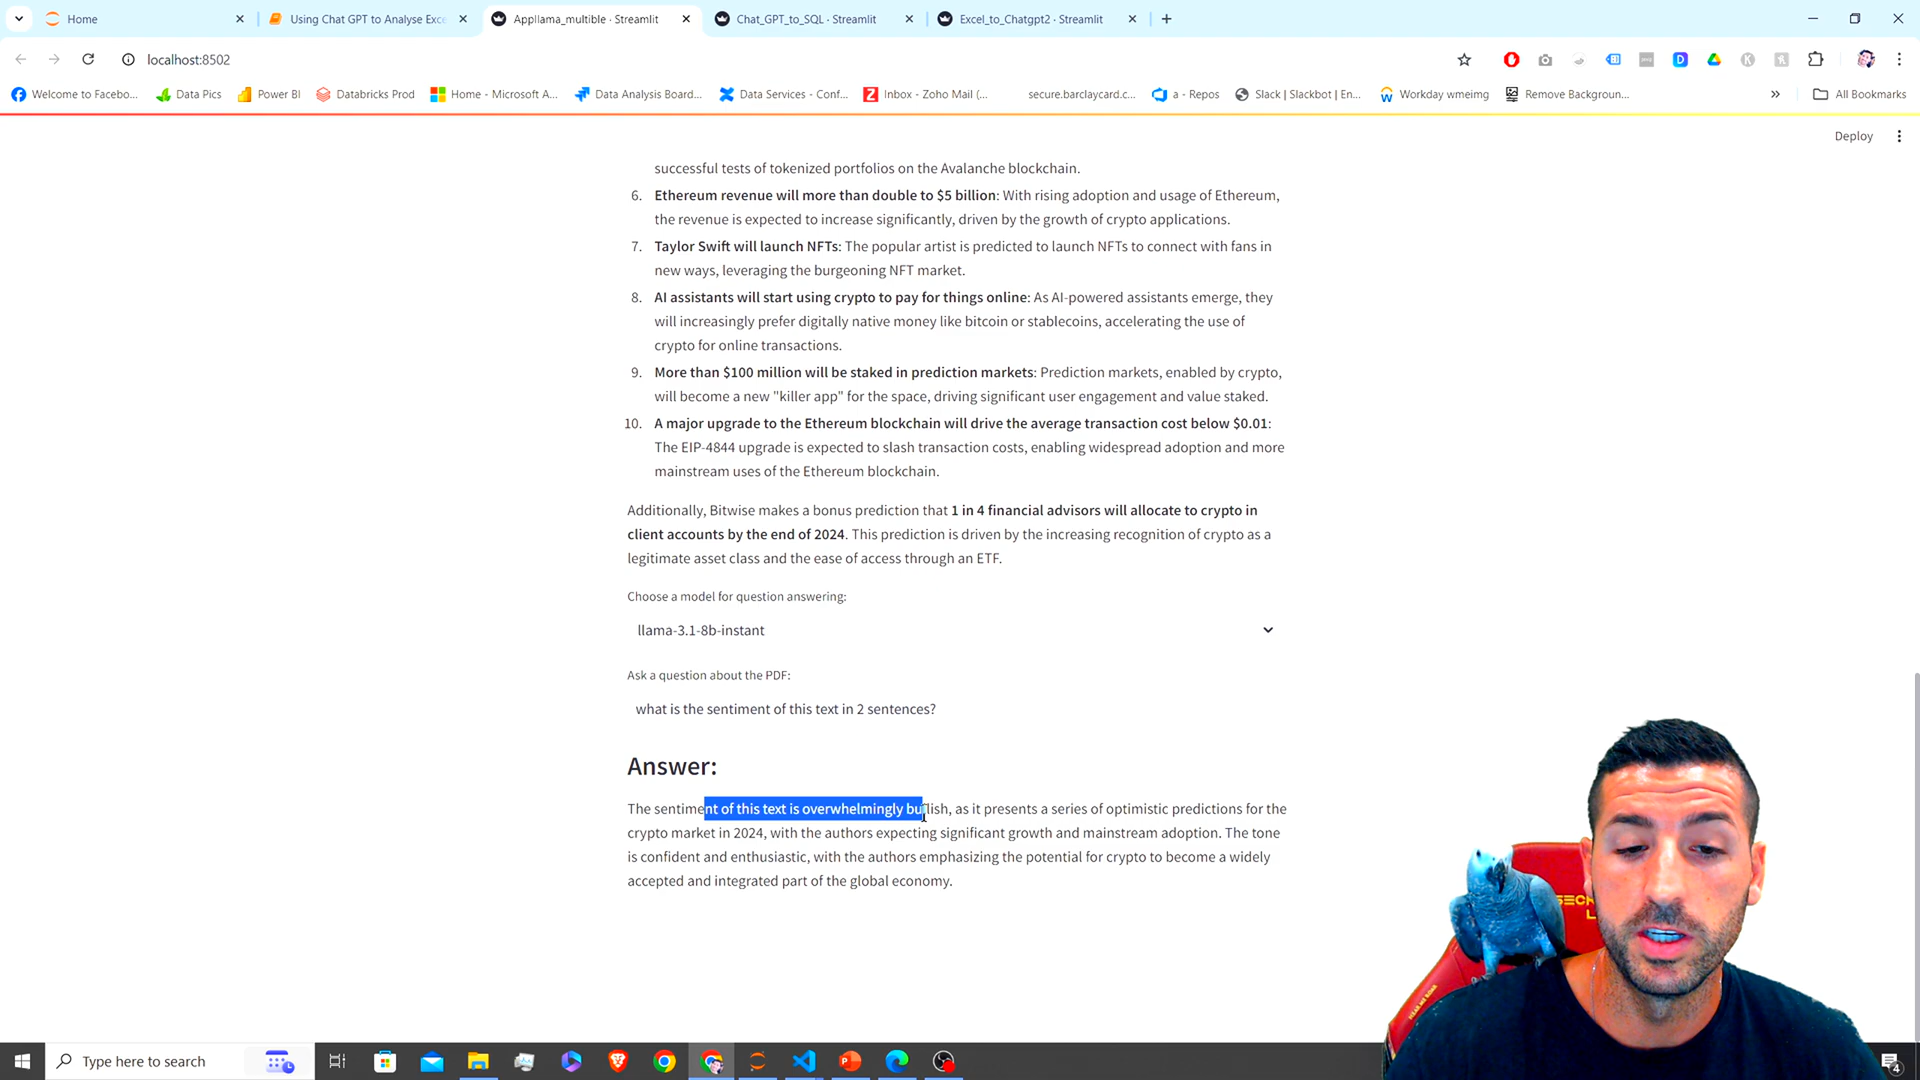 Home
Using Chat GPT to Analyse Exce
Appllama_multible · Streamlit
Chat_GPT_to_SQL · Streamlit
Excel_to_Chatgpt2 · Streamlit
localhost:8502
Welcome to Facebo...
Data Pics
Power BI
Databricks Prod
Home - Microsoft A...
Data Analysis Board...
Data Services - Conf...
Inbox - Zoho Mail (...
secure.barclaycard.c...
a - Repos
Slack | Slackbot | En...
Workday wmeimg
Remove Backgroun...
All Bookmarks
Deploy
successful tests of tokenized portfolios on the Avalanche blockchain.
6. Ethereum revenue will more than double to $5 billion: With rising adoption and usage of Ethereum,
the revenue is expected to increase significantly, driven by the growth of crypto applications.
7. Taylor Swift will launch NFTs: The popular artist is predicted to launch NFTs to connect with fans in
new ways, leveraging the burgeoning NFT market.
8. AI assistants will start using crypto to pay for things online: As AI-powered assistants emerge, they
will increasingly prefer digitally native money like bitcoin or stablecoins, accelerating the use of
crypto for online transactions.
9. More than $100 million will be staked in prediction markets: Prediction markets, enabled by crypto,
will become a new "killer app" for the space, driving significant user engagement and value staked.
10. A major upgrade to the Ethereum blockchain will drive the average transaction cost below $0.01:
The EIP-4844 upgrade is expected to slash transaction costs, enabling widespread adoption and more
mainstream uses of the Ethereum blockchain.
Additionally, Bitwise makes a bonus prediction that 1 in 4 financial advisors will allocate to crypto in
client accounts by the end of 2024. This prediction is driven by the increasing recognition of crypto as a
legitimate asset class and the ease of access through an ETF.
Choose a model for question answering:
llama-3.1-8b-instant
Ask a question about the PDF:
what is the sentiment of this text in 2 sentences?
Answer:
The sentiment of this text is overwhelmingly bullish, as it presents a series of optimistic predictions for the
crypto market in 2024, with the authors expecting significant growth and mainstream adoption. The tone
is confident and enthusiastic, with the authors emphasizing the potential for crypto to become a widely
accepted and integrated part of the global economy.
Type here to search
4